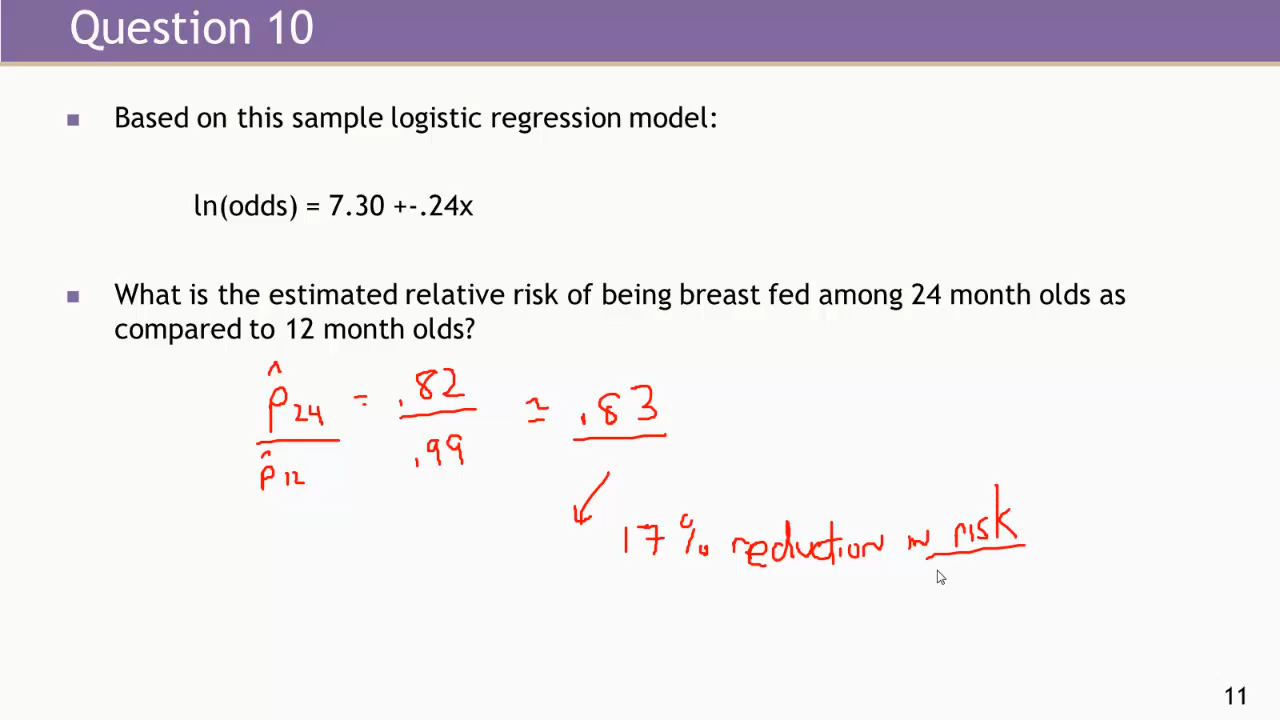 Question 10
Based on this sample logistic regression model:
ln(odds) = 7.30 +-.24x
What is the estimated relative risk of being breast fed among 24 month olds as
compared to 12 month olds?
p̂24 / p̂12 = .82 / .99 ≅ .83
17% reduction in risk
11